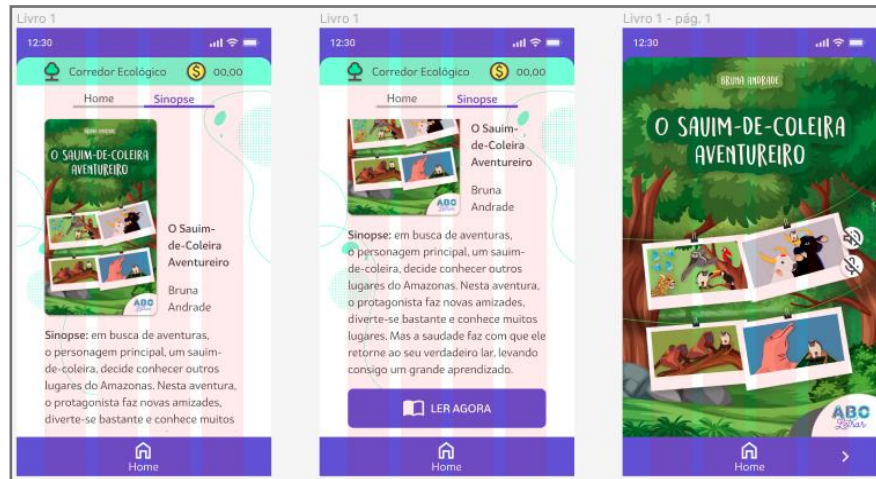 Livro 1
12:30
Corredor Ecológico
$
00,00
Home
Sinopse
BRUNA ANDRADE
O SAUIM-DE-COLEIRA
AVENTUREIRO
ABC
Letras
O Sauim-
de-Coleira
Aventureiro
Bruna
Andrade
Sinopse: em busca de aventuras,
o personagem principal, um sauim-
de-coleira, decide conhecer outros
lugares do Amazonas. Nesta aventura,
o protagonista faz novas amizades,
diverte-se bastante e conhece muitos
Home
Livro 1
12:30
Corredor Ecológico
$
00,00
Home
Sinopse
ABC
Letras
O Sauim-
de-Coleira
Aventureiro
Bruna
Andrade
Sinopse: em busca de aventuras,
o personagem principal, um sauim-
de-coleira, decide conhecer outros
lugares do Amazonas. Nesta aventura,
o protagonista faz novas amizades,
diverte-se bastante e conhece muitos
lugares. Mas a saudade faz com que ele
retorne ao seu verdadeiro lar, levando
consigo um grande aprendizado.
LER AGORA
Home
Livro 1 - pág. 1
12:30
BRUNA ANDRADE
O SAUIM-DE-COLEIRA
AVENTUREIRO
ABC
Letras
Home